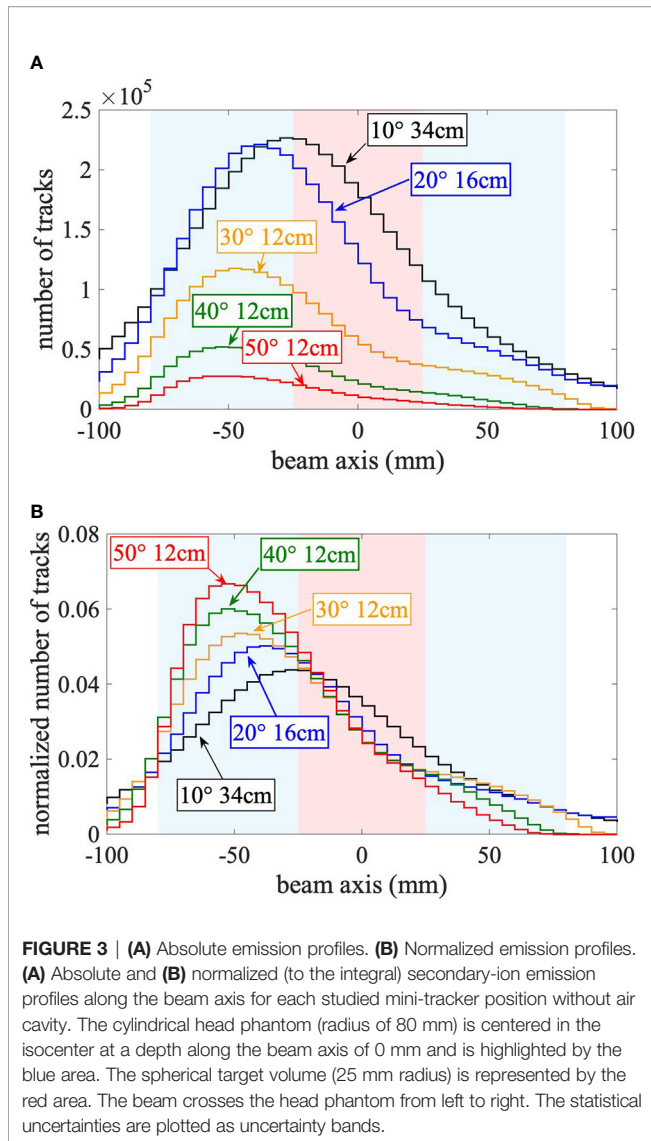 A
×10⁵
2.5
2
1.5
1
0.5
0
number of tracks
10° 34cm
20° 16cm
30° 12cm
40° 12cm
50° 12cm
-100 -50 0 50 100
beam axis (mm)
B
0.08
0.06
0.04
0.02
0
normalized number of tracks
50° 12cm
40° 12cm
30° 12cm
20° 16cm
10° 34cm
-100 -50 0 50 100
beam axis (mm)
FIGURE 3 | (A) Absolute emission profiles. (B) Normalized emission profiles.
(A) Absolute and (B) normalized (to the integral) secondary-ion emission
profiles along the beam axis for each studied mini-tracker position without air
cavity. The cylindrical head phantom (radius of 80 mm) is centered in the
isocenter at a depth along the beam axis of 0 mm and is highlighted by the
blue area. The spherical target volume (25 mm radius) is represented by the
red area. The beam crosses the head phantom from left to right. The statistical
uncertainties are plotted as uncertainty bands.